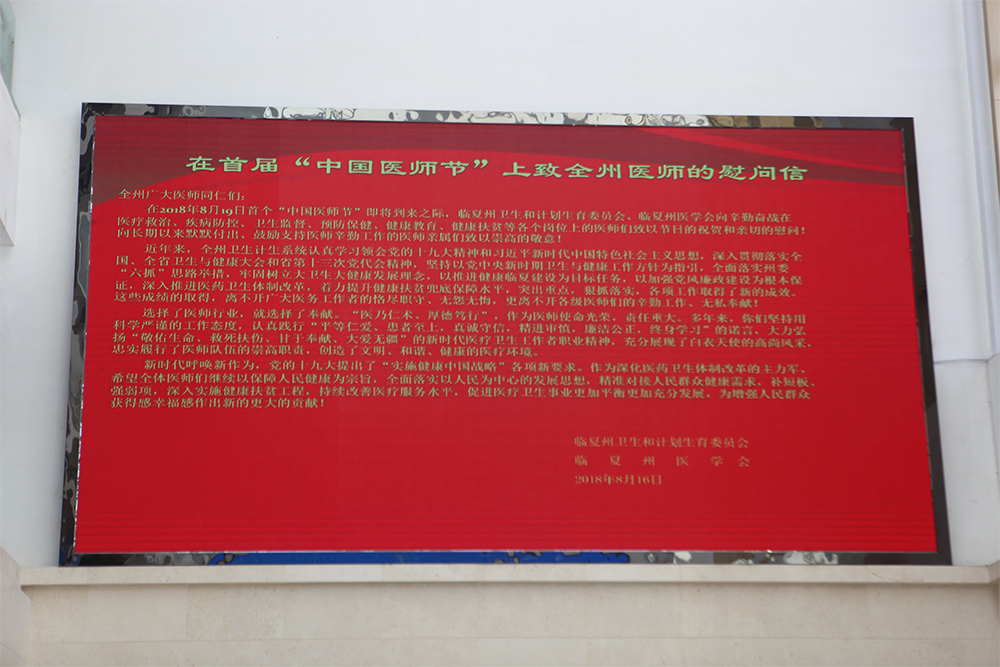 在首届“中国医师节”上致全州医师的慰问信
全州广大医师同仁们：
在2018年8月19日首个“中国医师节”即将到来之际，临夏州卫生和计划生育委员会、临夏州医学会向辛勤奋战在
医疗救治、疾病防控、卫生监督、预防保健、健康教育、健康扶贫等各个岗位上的医师们致以节日的祝贺和亲切的慰问！
向长期以来默默付出、鼓励支持医师辛勤工作的医师亲属们致以崇高的敬意！
近年来，全州卫生计生系统认真学习领会党的十九大精神和习近平新时代中国特色社会主义思想，深入贯彻落实全
国、全省卫生与健康大会和省第十三次党代会精神，坚持以党中央新时期卫生与健康工作方针为指引，全面落实州委
“六抓”思路举措，牢固树立大卫生大健康发展理念，以推进健康临夏建设为目标任务，以加强党风廉政建设为根本保
证，深入推进医药卫生体制改革，着力提升健康扶贫兜底保障水平，突出重点，狠抓落实，各项工作取得了新的成效。
这些成绩的取得，离不开广大医务工作者的恪尽职守、无怨无悔，更离不开各级医师们的辛勤工作、无私奉献！
选择了医师行业，就选择了奉献。“医乃仁术、厚德笃行”，作为医师使命光荣，责任重大。多年来，你们坚持用
科学严谨的工作态度，认真践行“平等仁爱、患者至上，真诚守信，精进审慎，廉洁公正，终身学习”的诺言，大力弘
扬“敬佑生命、救死扶伤、甘于奉献、大爱无疆”的新时代医疗卫生工作者职业精神，充分展现了白衣天使的高尚风采，
忠实履行了医师队伍的崇高职责，创造了文明、和谐、健康的医疗环境。
新时代呼唤新作为，党的十九大提出了“实施健康中国战略”各项新要求。作为深化医药卫生体制改革的主力军，
希望全体医师们继续以保障人民健康为宗旨，全面落实以人民为中心的发展思想，精准对接人民群众健康需求，补短板、
强弱项，深入实施健康扶贫工程，持续改善医疗服务水平，促进医疗卫生事业更加平衡更加充分发展，为增强人民群众
获得感幸福感作出新的更大的贡献！
临夏州卫生和计划生育委员会
临夏州医学会
2018年8月16日